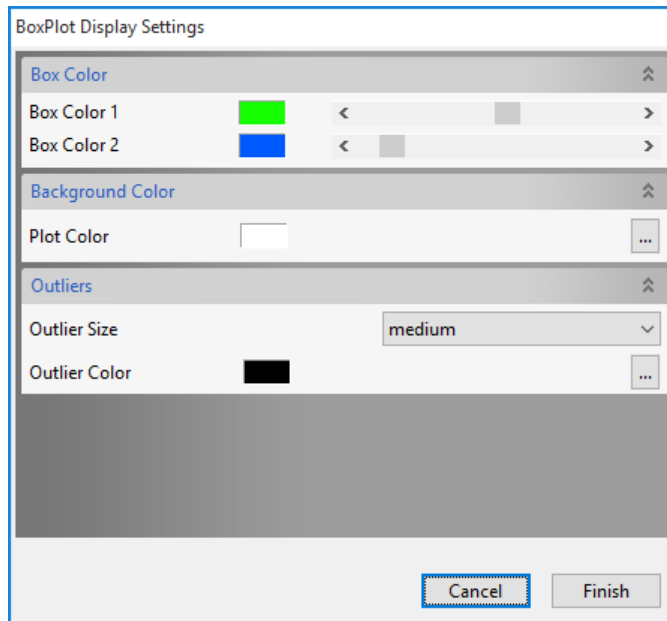 BoxPlot Display Settings
Box Color
Box Color 1
Box Color 2
Background Color
Plot Color
...
Outliers
Outlier Size medium
Outlier Color
...
Cancel Finish